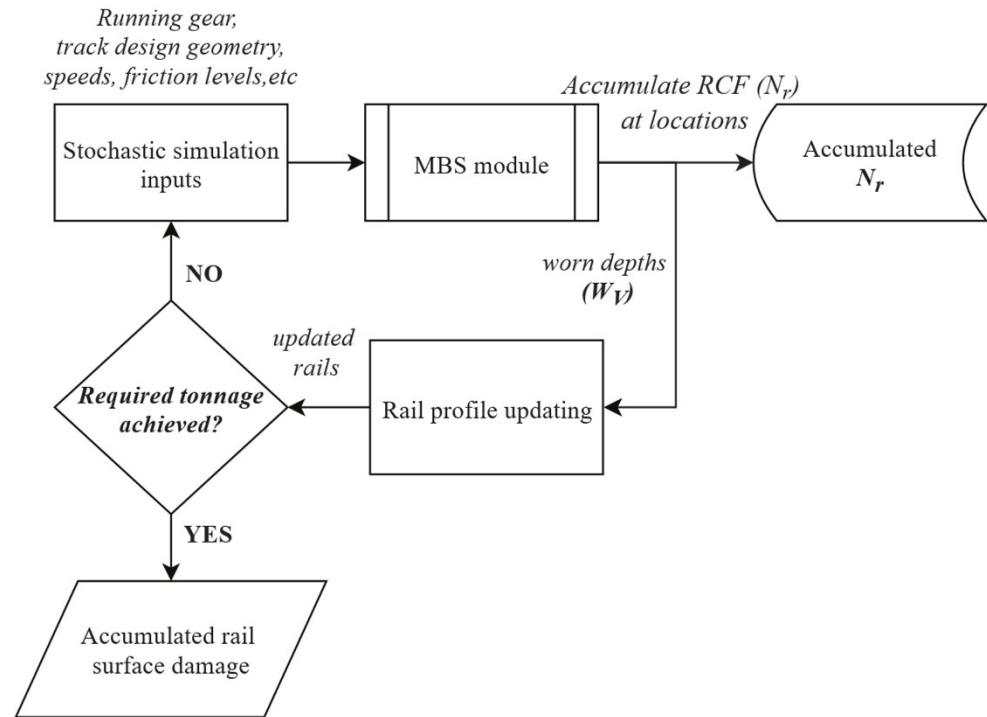 Running gear,
track design geometry,
speeds, friction levels,etc
Stochastic simulation
inputs
MBS module
Accumulate RCF (Nr)
at locations
Accumulated
Nr
NO
worn depths
(WV)
updated
rails
Required tonnage
achieved?
Rail profile updating
YES
Accumulated rail
surface damage